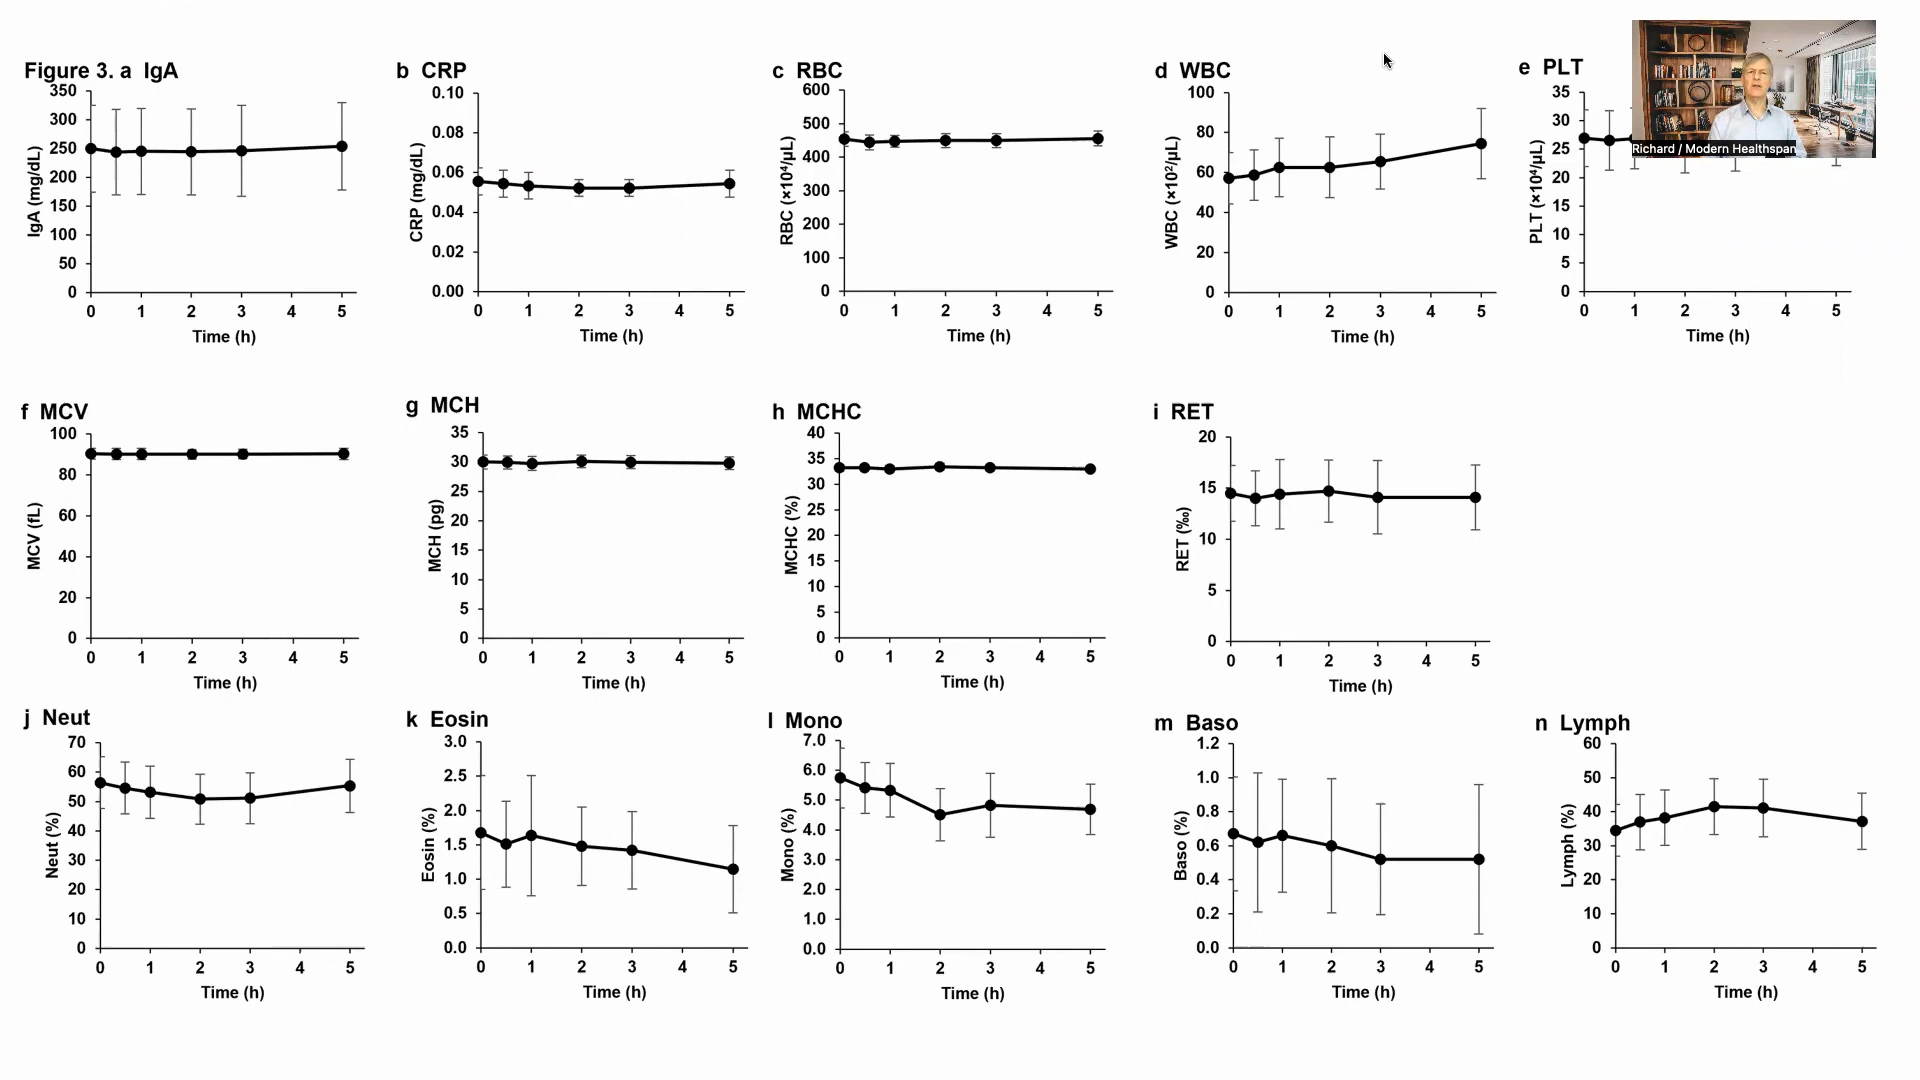 Figure 3. a IgA
350
300
250
200
150
100
50
0
IgA (mg/dL)
0 1 2 3 4 5
Time (h)
b CRP
0.10
0.08
0.06
0.04
0.02
0.00
CRP (mg/dL)
0 1 2 3 4 5
Time (h)
c RBC
600
500
400
300
200
100
0
RBC (×10⁴/μL)
0 1 2 3 4 5
Time (h)
d WBC
100
80
60
40
20
0
WBC (×10²/μL)
0 1 2 3 4 5
Time (h)
e PLT
35
30
25
20
15
10
5
0
PLT (×10⁴/μL)
0 1 2 3 4 5
Time (h)
Richard / Modern Healthspan
f MCV
100
80
60
40
20
0
MCV (fL)
0 1 2 3 4 5
Time (h)
g MCH
35
30
25
20
15
10
5
0
MCH (pg)
0 1 2 3 4 5
Time (h)
h MCHC
40
35
30
25
20
15
10
5
0
MCHC (%)
0 1 2 3 4 5
Time (h)
i RET
20
15
10
5
0
RET (‰)
0 1 2 3 4 5
Time (h)
j Neut
70
60
50
40
30
20
10
0
Neut (%)
0 1 2 3 4 5
Time (h)
k Eosin
3.0
2.5
2.0
1.5
1.0
0.5
0.0
Eosin (%)
0 1 2 3 4 5
Time (h)
l Mono
7.0
6.0
5.0
4.0
3.0
2.0
1.0
0.0
Mono (%)
0 1 2 3 4 5
Time (h)
m Baso
1.2
1.0
0.8
0.6
0.4
0.2
0.0
Baso (%)
0 1 2 3 4 5
Time (h)
n Lymph
60
50
40
30
20
10
0
Lymph (%)
0 1 2 3 4 5
Time (h)